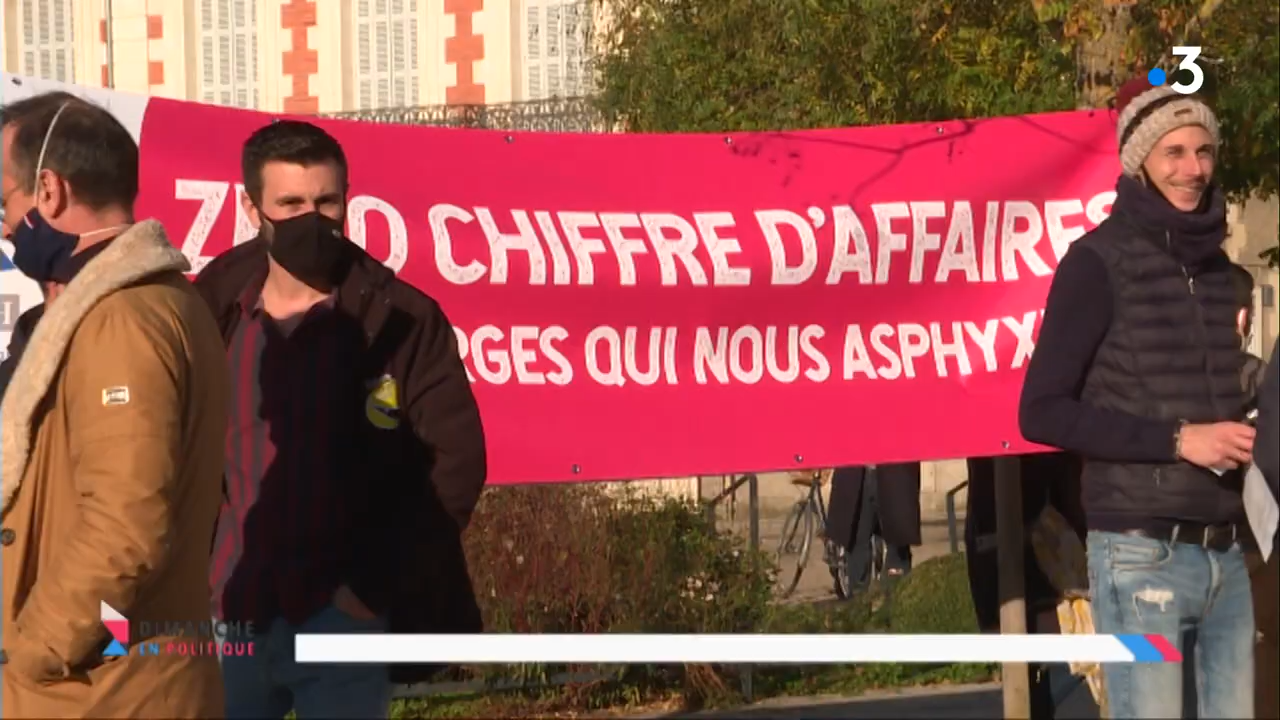 3
CHIFFRE D'AFFAIRES
QUI NOUS
DIMANCHE
EN POLITIQUE